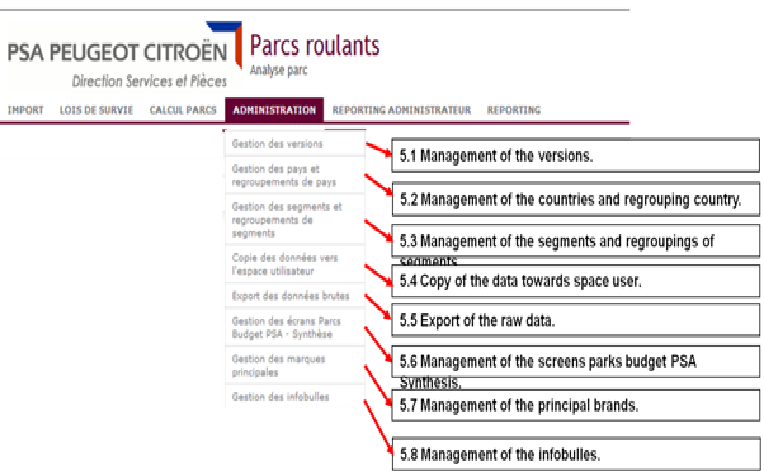 PSA PEUGEOT CITROËN
Direction Services et Pièces
Parcs roulants
Analyse parc
IMPORT LOIS DE SURVIE CALCUL PARCS ADMINISTRATION REPORTING ADMINISTRATEUR REPORTING
Gestion des versions
Gestion des pays et
regroupements de pays
Gestion des segments et
regroupements de
segments
Copie des données vers
l'espace utilisateur
Export des données brutes
Gestion des écrans Parcs
Budget PSA - Synthèse
Gestion des marques
principales
Gestion des infobulles
5.1 Management of the versions.
5.2 Management of the countries and regrouping country.
5.3 Management of the segments and regroupings of
segments
5.4 Copy of the data towards space user.
5.5 Export of the raw data.
5.6 Management of the screens parks budget PSA
Synthesis.
5.7 Management of the principal brands.
5.8 Management of the infobulles.